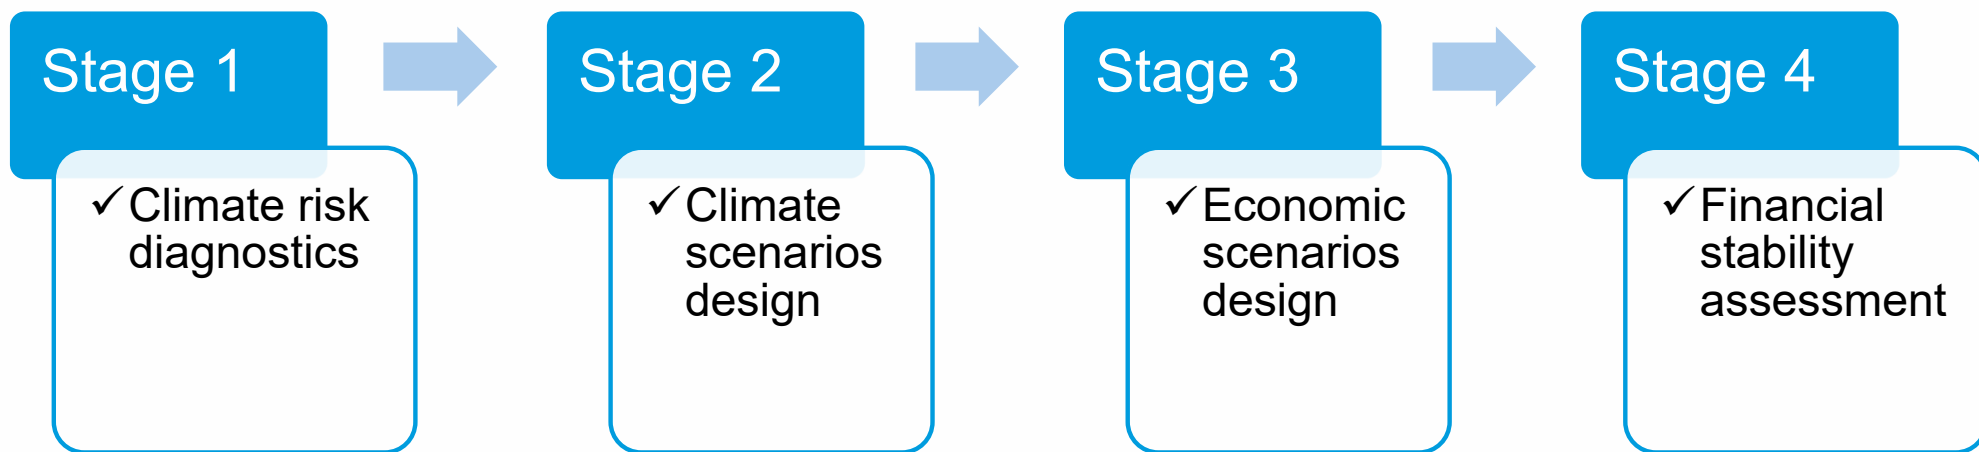 Stage 1
✓Climate risk
diagnostics
Stage 2
✓Climate
scenarios
design
Stage 3
✓Economic
scenarios
design
Stage 4
✓Financial
stability
assessment